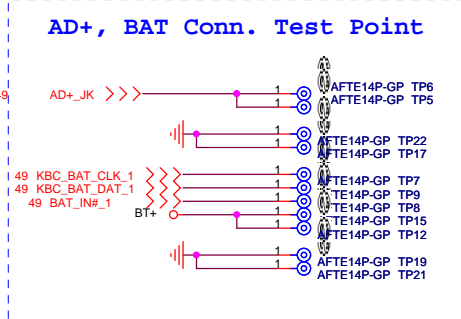 AD+, BAT Conn. Test Point
AD+_JK
1 AFTE14P-GP TP6
1 AFTE14P-GP TP5
1 AFTE14P-GP TP22
1 AFTE14P-GP TP17
49 KBC_BAT_CLK_1 1 AFTE14P-GP TP7
49 KBC_BAT_DAT_1 1 AFTE14P-GP TP9
49 BAT_IN#_1 1 AFTE14P-GP TP8
BT+ 1 AFTE14P-GP TP15
1 AFTE14P-GP TP12
1 AFTE14P-GP TP19
1 AFTE14P-GP TP21